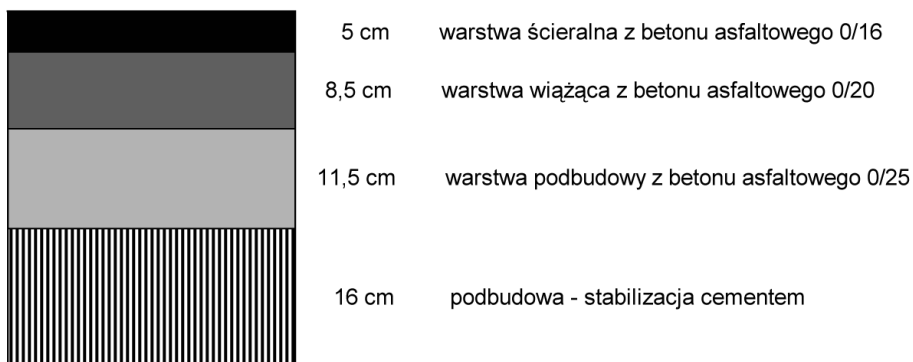 5 cm warstwa ścieralna z betonu asfaltowego 0/16
8,5 cm warstwa wiążąca z betonu asfaltowego 0/20
11,5 cm warstwa podbudowy z betonu asfaltowego 0/25
16 cm podbudowa - stabilizacja cementem